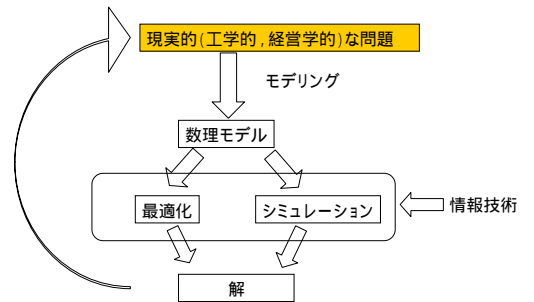 現実的(工学的,経営学的)な問題
モデリング
数理モデル
最適化
シミュレーション
情報技術
解